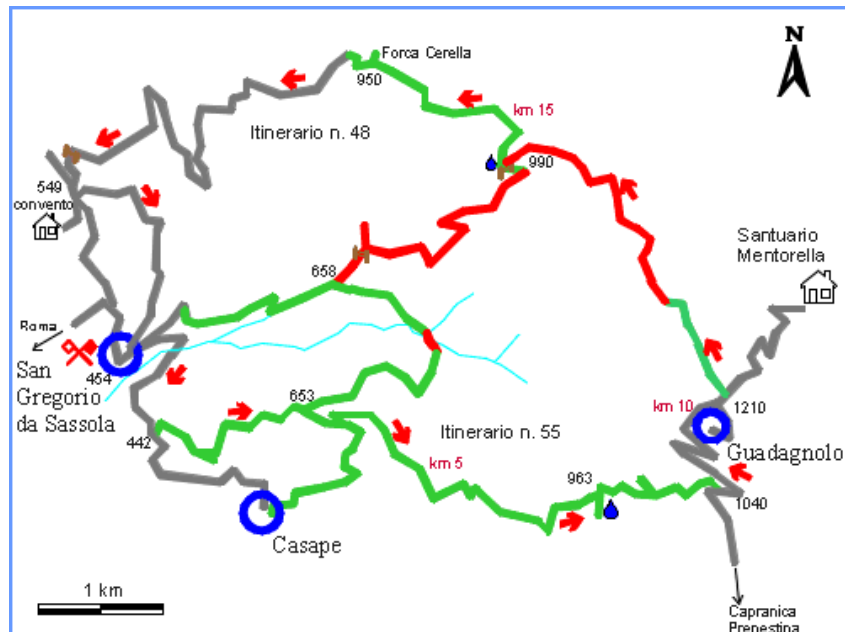 N
Forca Cerella
950
km 15
Itinerario n. 48
990
549
convento
Santuario
Mentorella
658
Roma
454
San
Gregorio
da Sassola
653
km 10
1210
442
Itinerario n. 55
Guadagnolo
km 5
963
1040
Casape
1 km
Capranica
Prenestina